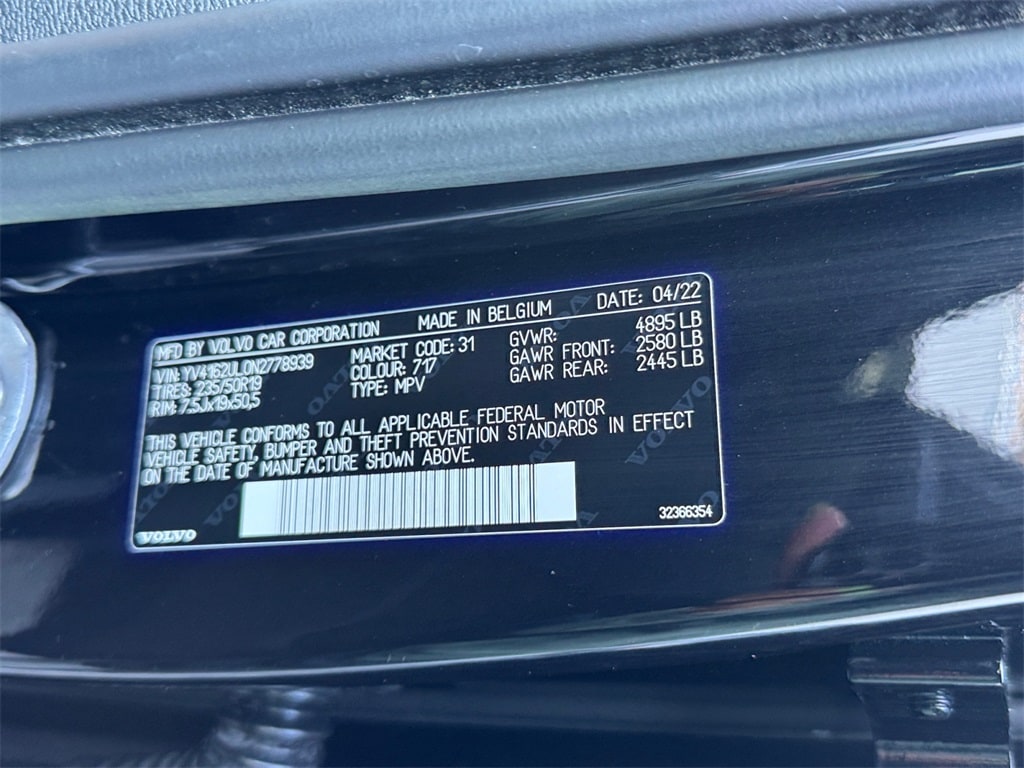 MFD BY VOLVO CAR CORPORATION MADE IN BELGIUM DATE: 04/22
VIN: YV4162UL0N2778939 MARKET CODE: 31 GVWR: 4895 LB
TIRES: 235/50R19 COLOUR: 717 GAWR FRONT: 2580 LB
RIM: 7.5Jx19x50,5 TYPE: MPV GAWR REAR: 2445 LB
THIS VEHICLE CONFORMS TO ALL APPLICABLE FEDERAL MOTOR
VEHICLE SAFETY, BUMPER AND THEFT PREVENTION STANDARDS IN EFFECT
ON THE DATE OF MANUFACTURE SHOWN ABOVE.
VOLVO 32366354